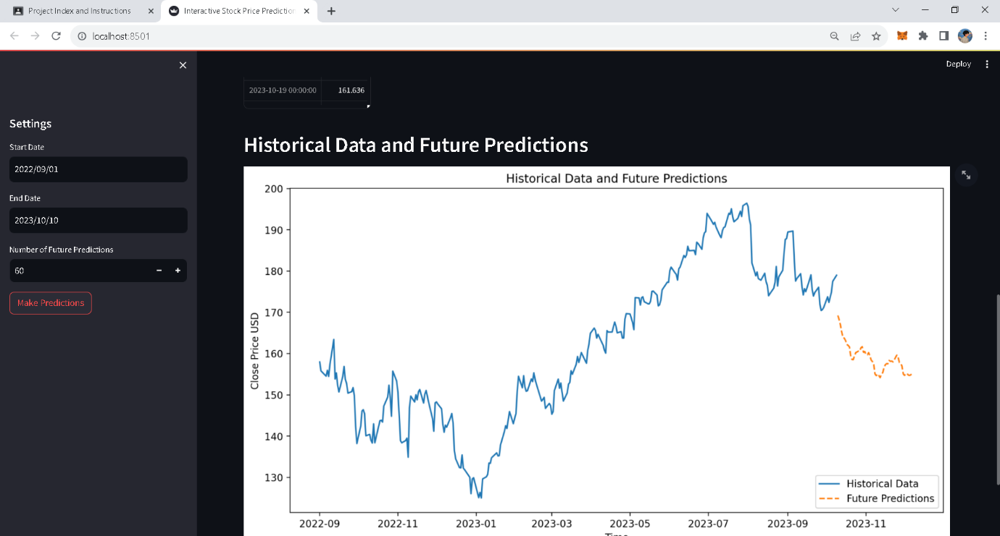 Project Index and Instructions
Interactive Stock Price Prediction
localhost:8501
Deploy
Settings
Start Date
2022/09/01
End Date
2023/10/10
Number of Future Predictions
60
Make Predictions
2023-10-19 00:00:00 161.636
Historical Data and Future Predictions
Historical Data and Future Predictions
Close Price USD
200
190
180
170
160
150
140
130
Historical Data
Future Predictions
2022-09 2022-11 2023-01 2023-03 2023-05 2023-07 2023-09 2023-11
Time